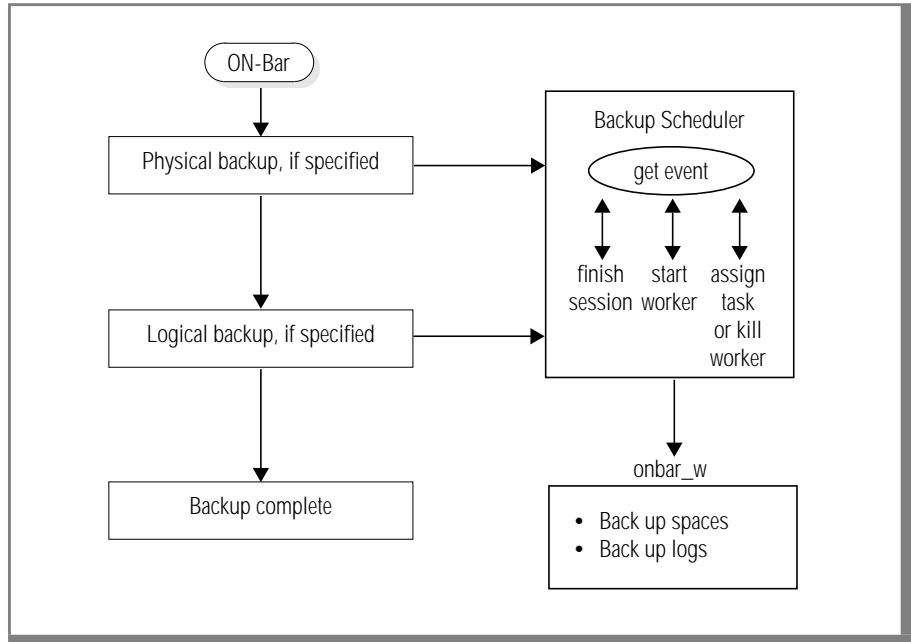 ON-Bar
Physical backup, if specified
Logical backup, if specified
Backup complete
Backup Scheduler
get event
finish
session
start
worker
assign
task
or kill
worker
onbar_w
• Back up spaces
• Back up logs